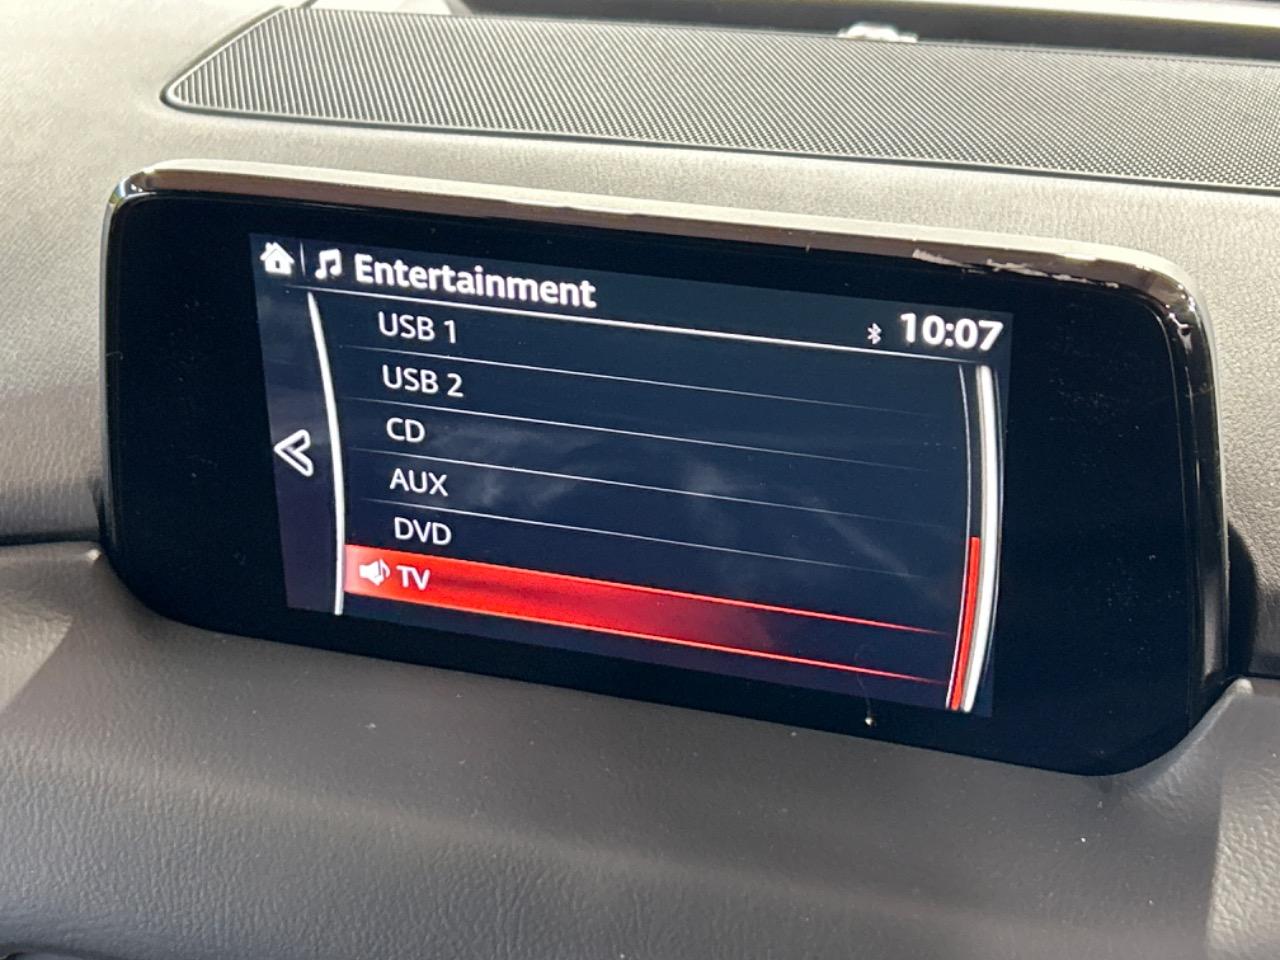 Entertainment
10:07
USB 1
USB 2
CD
AUX
DVD
TV